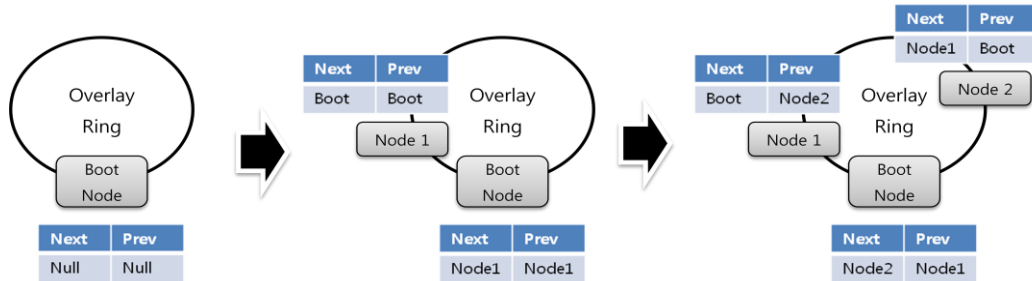 Overlay
Ring
Boot
Node
Next Prev
Null Null
Next Prev
Boot Boot
Overlay
Ring
Node 1
Boot
Node
Next Prev
Node1 Node1
Next Prev
Node1 Boot
Next Prev
Boot Node2
Overlay
Ring
Node 2
Node 1
Boot
Node
Next Prev
Node2 Node1